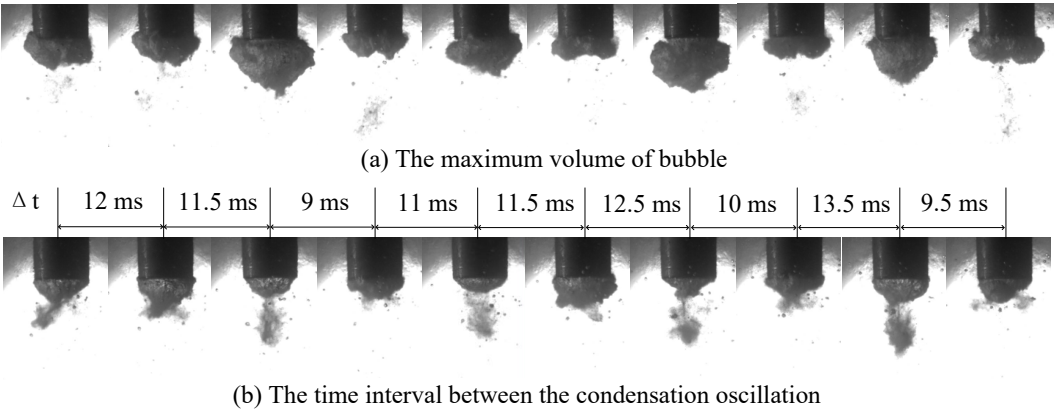 (a) The maximum volume of bubble
Δt 12 ms 11.5 ms 9 ms 11 ms 11.5 ms 12.5 ms 10 ms 13.5 ms 9.5 ms
(b) The time interval between the condensation oscillation